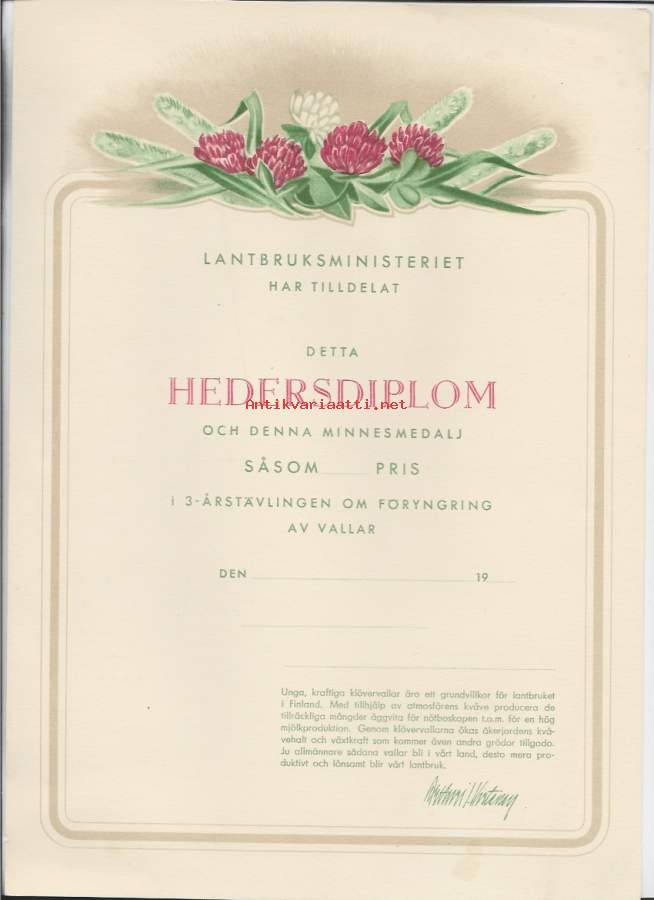 LANTBRUKSMINISTERIET
HAR TILLDELAT
DETTA
HEDERSDIPLOM
Antikvariaatti.net
OCH DENNA MINNESMEDALJ
SÅSOM PRIS
I 3-ÅRSTÄVLINGEN OM FÖRYNGRING
AV VALLAR
DEN 19
Unga, kraftiga klövervallar äro ett grundvillkor för lantbruket
i Finland. Med tillhjälp av atmosfärens kväve producera de
tillräckliga mängder äggvita för nötboskapen t.o.m. för en hög
mjölkproduktion. Genom klövervallarna ökas åkerjordens kvä-
vehalt och växtkraft som kommer även andra grödor tillgodo.
Ju allmännare sådana vallar bli i vårt land, desto mera pro-
duktivt och lönsamt blir vårt lantbruk.